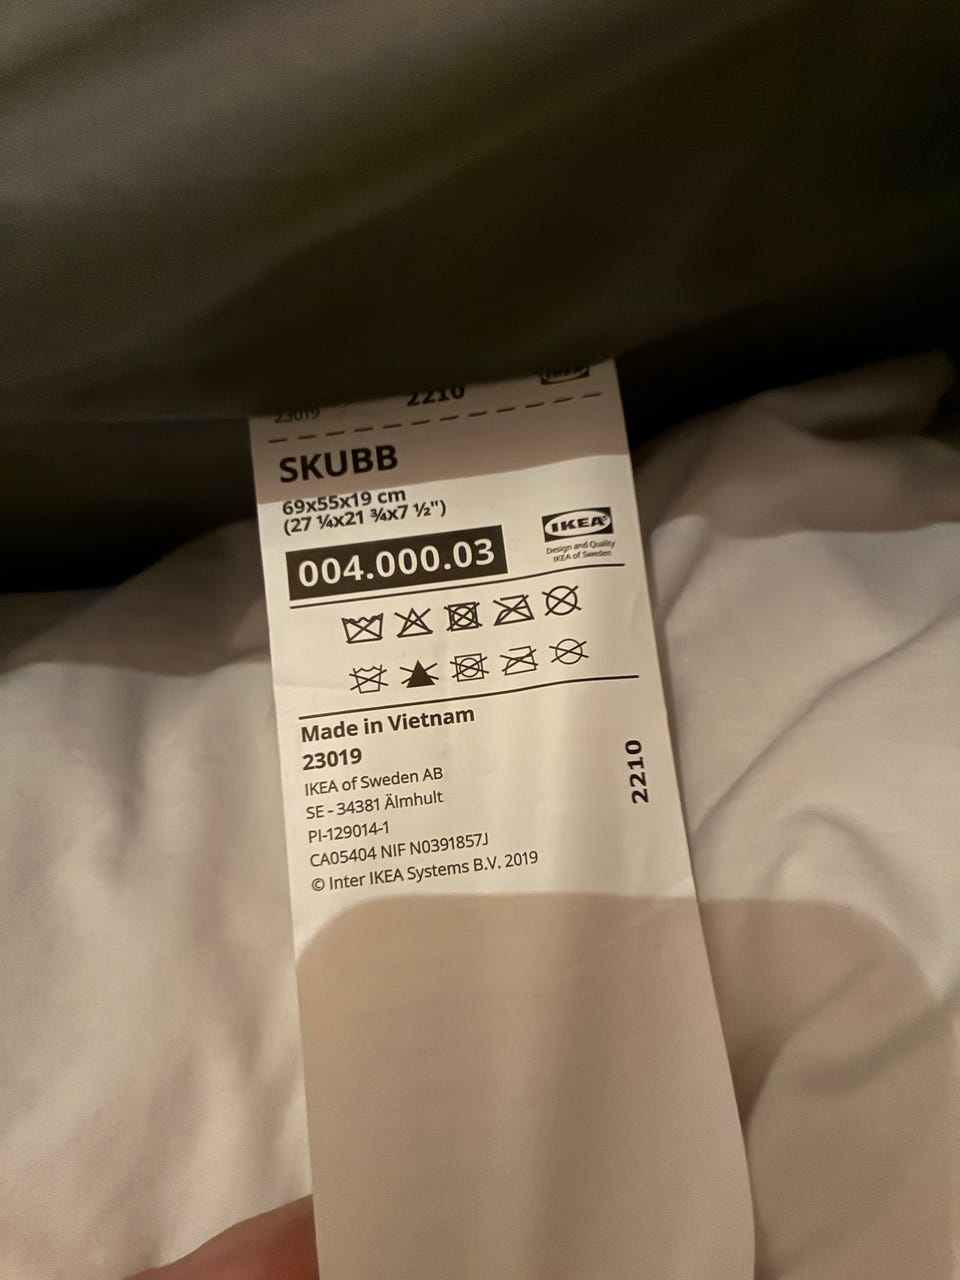 23019 2210 IKEA
SKUBB
69x55x19 cm
(27 ¼x21 ¾x7 ½")
004.000.03
IKEA®
Design and Quality
IKEA of Sweden
Made in Vietnam
23019
IKEA of Sweden AB
SE - 34381 Älmhult
PI-129014-1
CA05404 NIF N0391857J
© Inter IKEA Systems B.V. 2019
2210